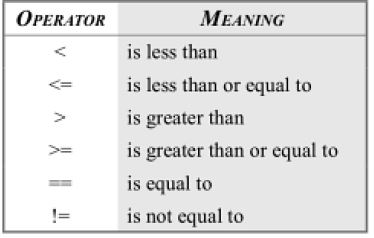 OPERATOR MEANING
< is less than
<= is less than or equal to
> is greater than
>= is greater than or equal to
== is equal to
!= is not equal to